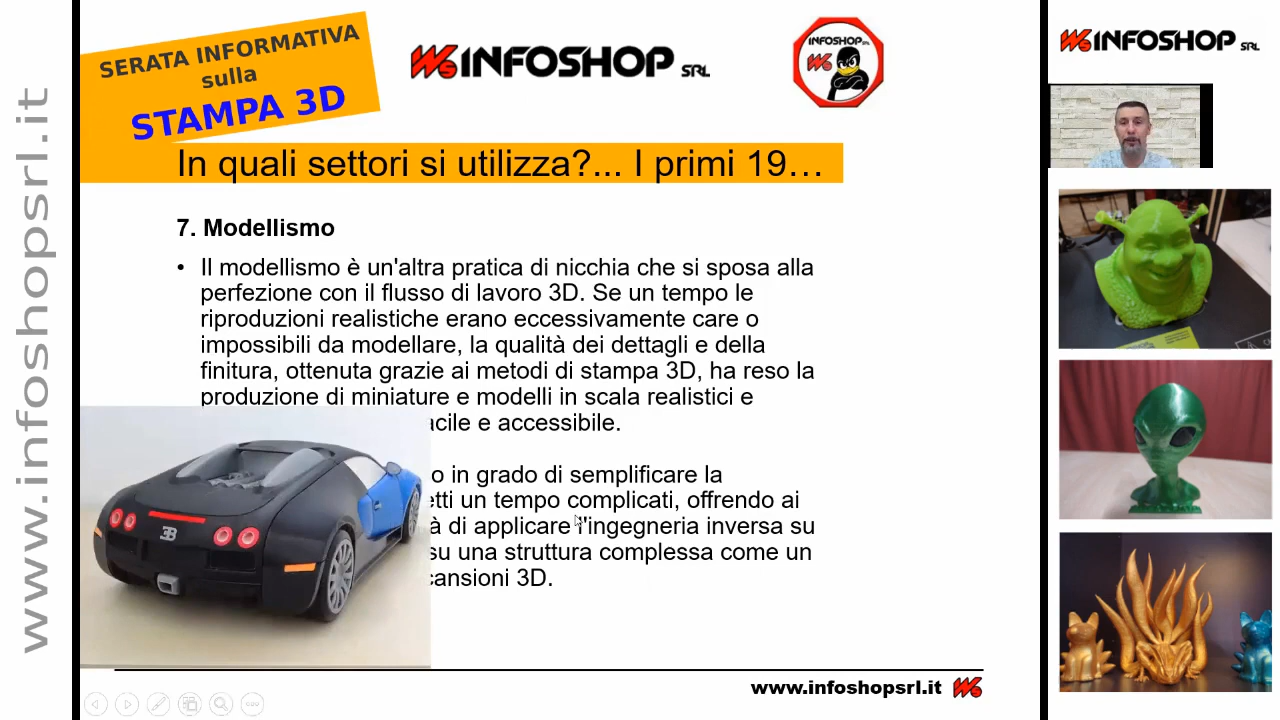 www.infoshopsrl.it
SERATA INFORMATIVA
sulla
STAMPA 3D
WS INFOSHOP SRL
INFOSHOP SRL
WS
In quali settori si utilizza?... I primi 19…
7. Modellismo
• Il modellismo è un'altra pratica di nicchia che si sposa alla
perfezione con il flusso di lavoro 3D. Se un tempo le
riproduzioni realistiche erano eccessivamente care o
impossibili da modellare, la qualità dei dettagli e della
finitura, ottenuta grazie ai metodi di stampa 3D, ha reso la
produzione di miniature e modelli in scala realistici e
acile e accessibile.
o in grado di semplificare la
etti un tempo complicati, offrendo ai
à di applicare l'ingegneria inversa su
su una struttura complessa come un
cansioni 3D.
www.infoshopsrl.it WS
WS INFOSHOP SRL